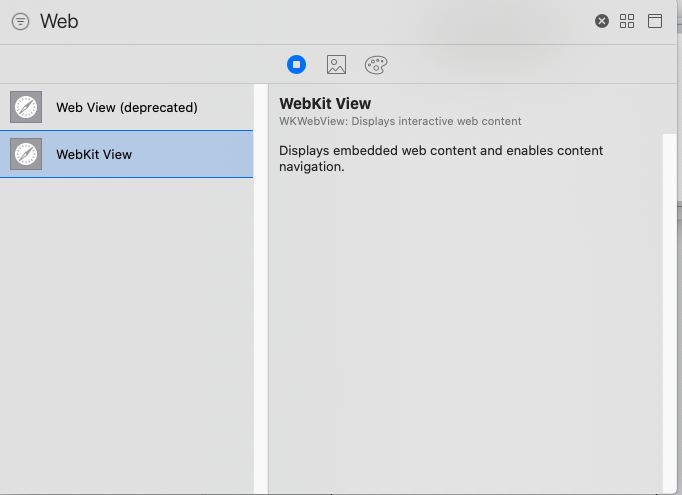 Web
Web View (deprecated)
WebKit View
WebKit View
WKWebView: Displays interactive web content
Displays embedded web content and enables content
navigation.